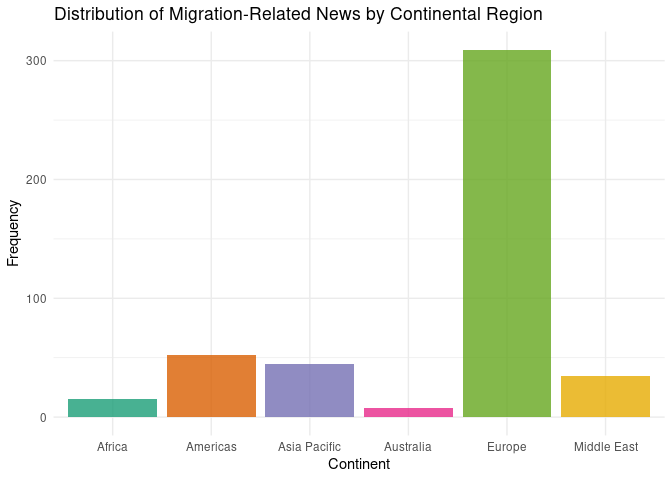 Distribution of Migration-Related News by Continental Region
300
200
100
0
Frequency
Africa
Americas
Asia Pacific
Australia
Europe
Middle East
Continent